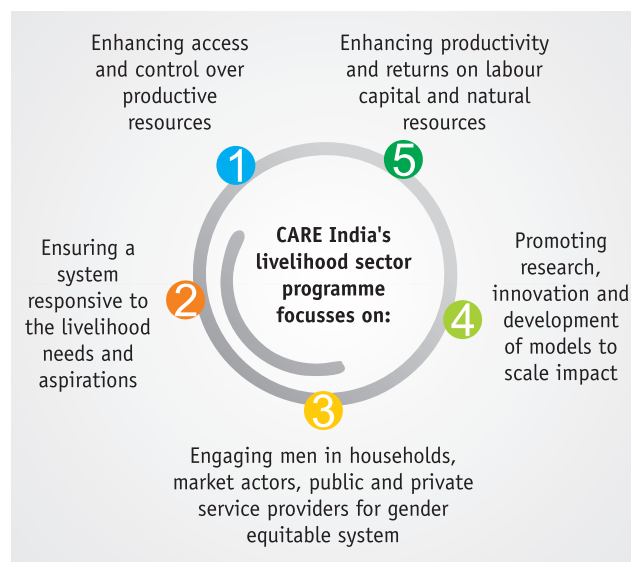 Enhancing access
and control over
productive
resources
1
Ensuring a
system
responsive to
the livelihood
needs and
aspirations
2
Engaging men in households,
market actors, public and private
service providers for gender
equitable system
3
Promoting
research,
innovation and
development
of models to
scale impact
4
Enhancing productivity
and returns on labour
capital and natural
resources
5
CARE India's
livelihood sector
programme
focusses on: